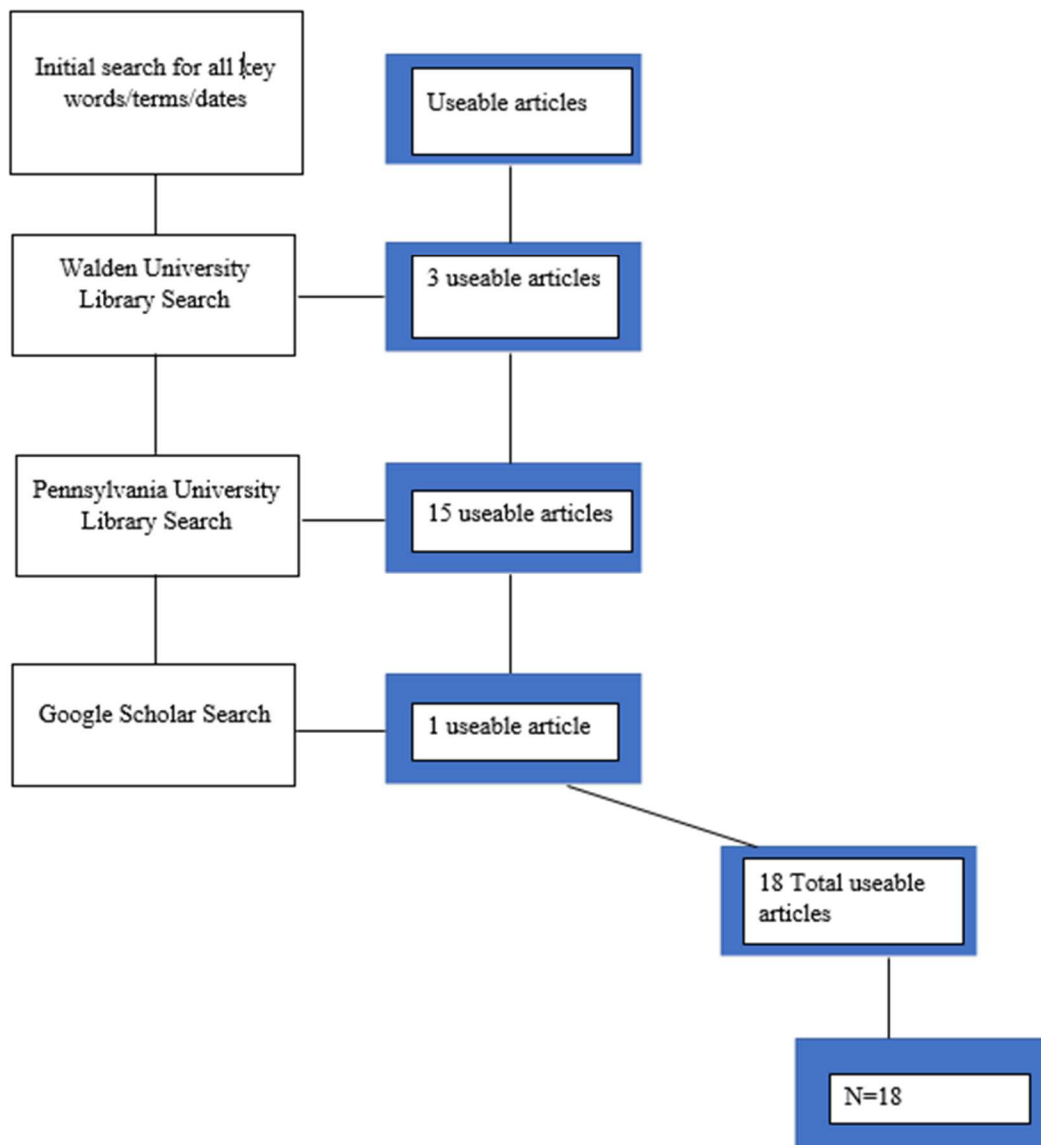 Initial search for all key
words/terms/dates
Useable articles
Walden University
Library Search
3 useable articles
Pennsylvania University
Library Search
15 useable articles
Google Scholar Search
1 useable article
18 Total useable
articles
N=18